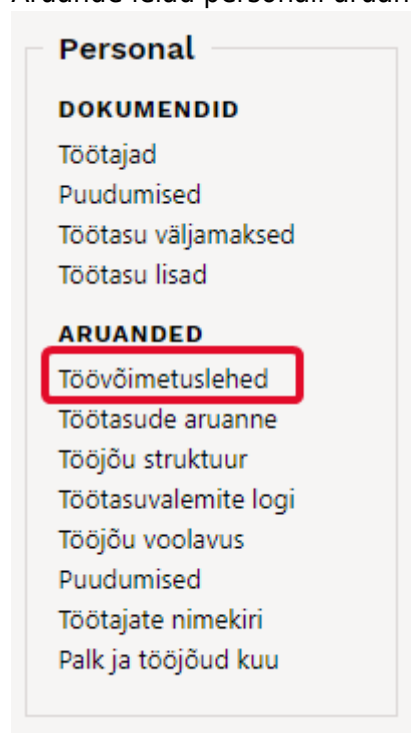 Personal
DOKUMENDID
Töötajad
Puudumised
Töötasu väljamaksed
Töötasu lisad
ARUANDED
Töövõimetuslehed
Töötasude aruanne
Tööjõu struktuur
Töötasuvalemite logi
Tööjõu voolavus
Puudumised
Töötajate nimekiri
Palk ja tööjõud kuu